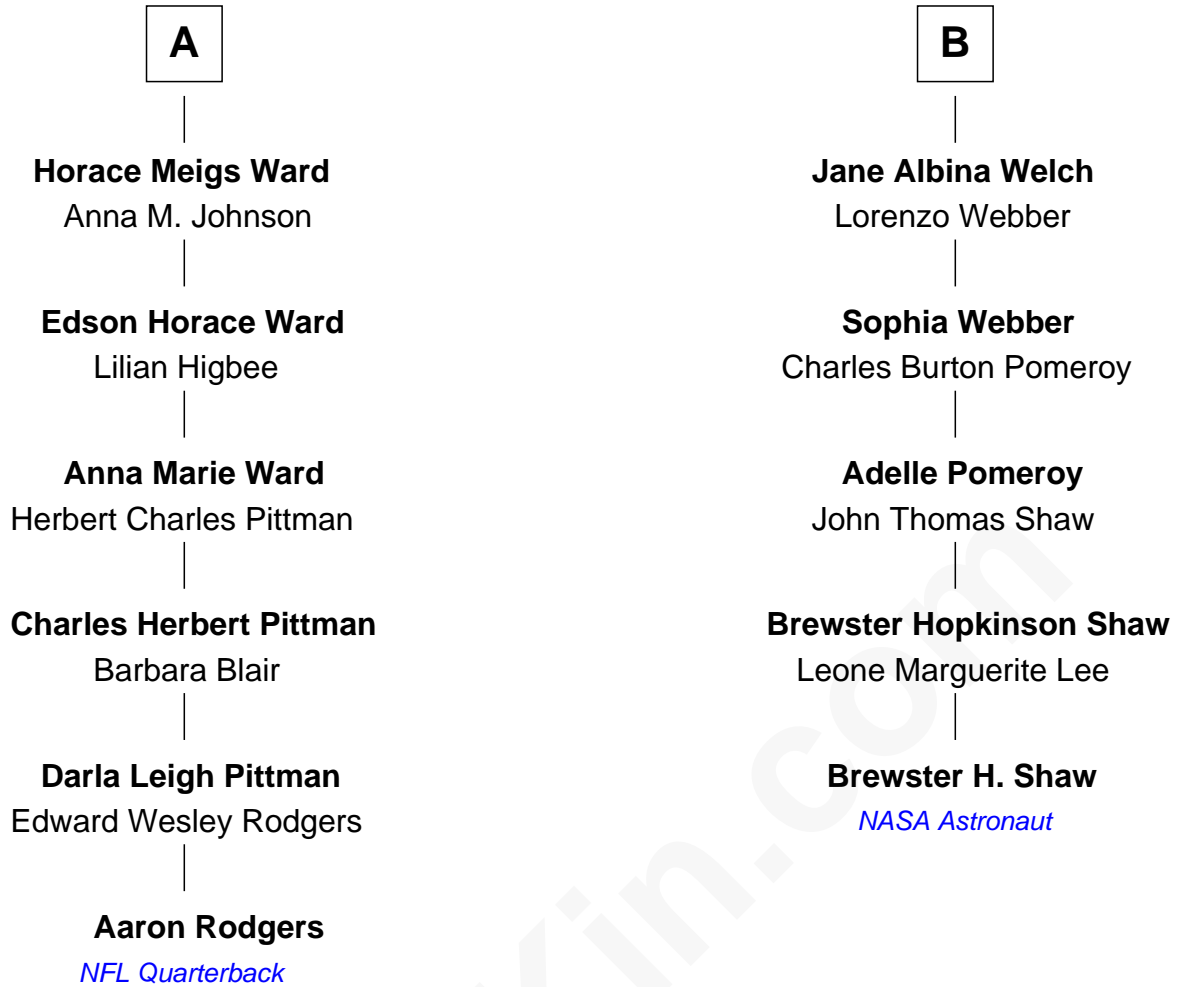 A
Horace Meigs Ward
Anna M. Johnson
Edson Horace Ward
Lilian Higbee
Anna Marie Ward
Herbert Charles Pittman
Charles Herbert Pittman
Barbara Blair
Darla Leigh Pittman
Edward Wesley Rodgers
Aaron Rodgers
NFL Quarterback
B
Jane Albina Welch
Lorenzo Webber
Sophia Webber
Charles Burton Pomeroy
Adelle Pomeroy
John Thomas Shaw
Brewster Hopkinson Shaw
Leone Marguerite Lee
Brewster H. Shaw
NASA Astronaut